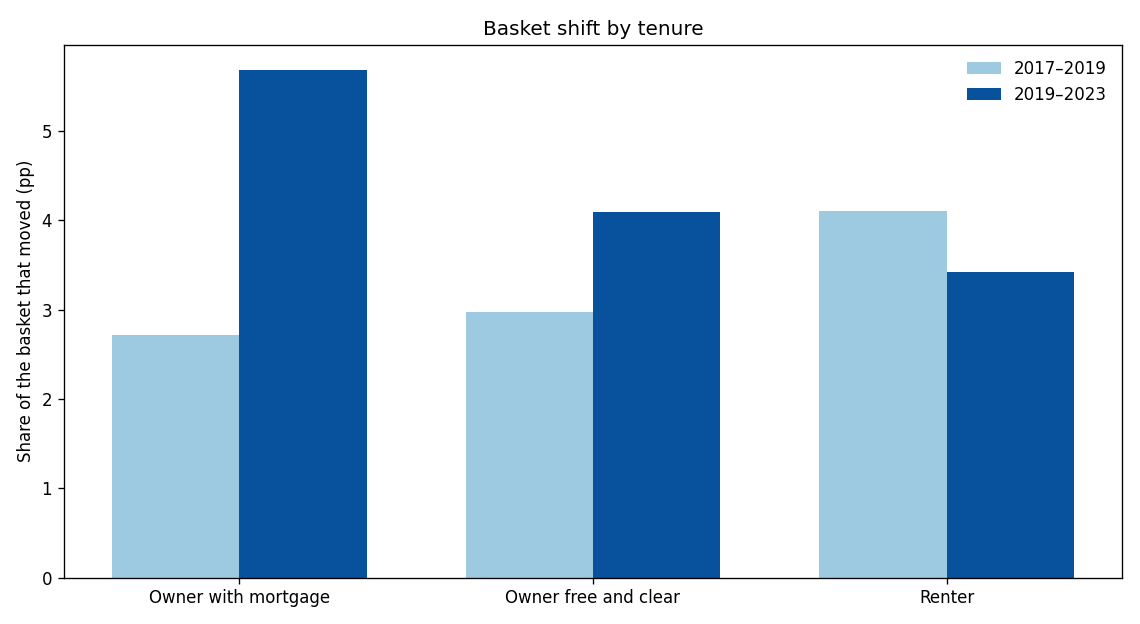 Basket shift by tenure
2017–2019
2019–2023
Share of the basket that moved (pp)
5
4
3
2
1
0
Owner with mortgage
Owner free and clear
Renter